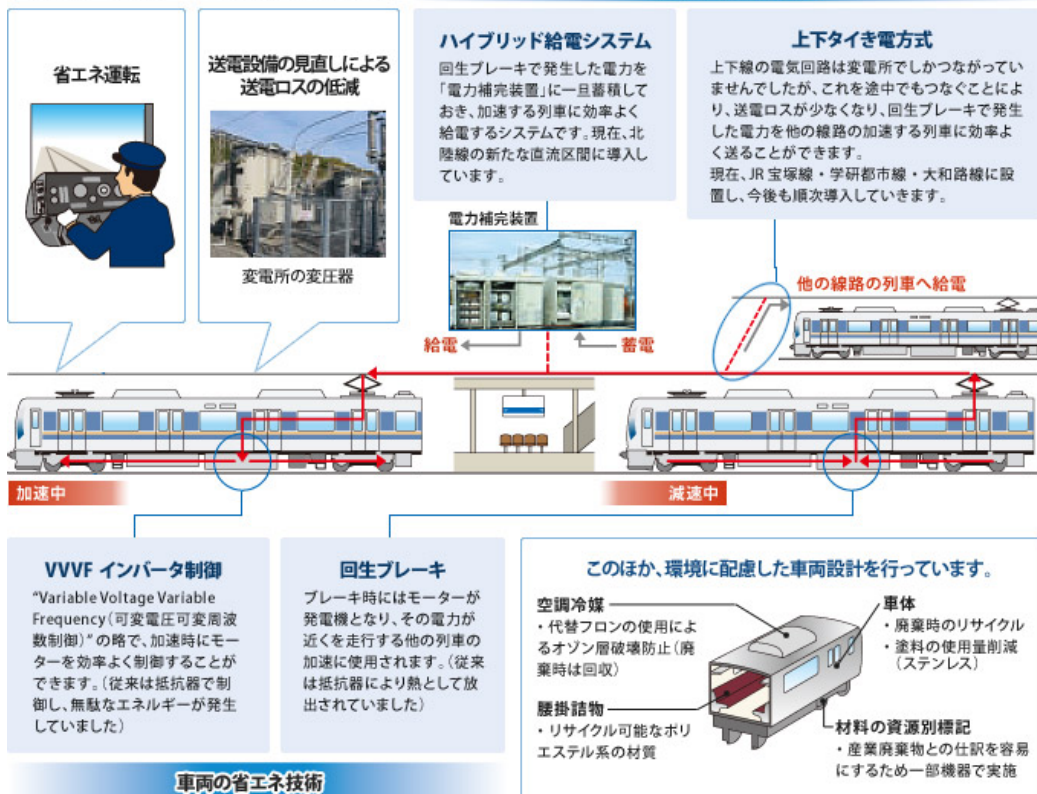 省エネ運転
送電設備の見直しによる
送電ロスの低減
変電所の変圧器
ハイブリッド給電システム
回生ブレーキで発生した電力を
「電力補完装置」に一旦蓄積して
おき、加速する列車に効率よく
給電するシステムです。現在、北
陸線の新たな直流区間に導入し
ています。
電力補完装置
給電
蓄電
上下タイき電方式
上下線の電気回路は変電所でしかつながってい
ませんでしたが、これを途中でもつなぐことによ
り、送電ロスが少なくなり、回生ブレーキで発生
した電力を他の線路の加速する列車に効率よ
く送ることができます。
現在、JR宝塚線・学研都市線・大和路線に設
置し、今後も順次導入していきます。
他の線路の列車へ給電
加速中
減速中
VVVF インバータ制御
"Variable Voltage Variable
Frequency(可変電圧可変周波
数制御)"の略で、加速時にモー
ターを効率よく制御することが
できます。(従来は抵抗器で制
御し、無駄なエネルギーが発生
していました)
回生ブレーキ
ブレーキ時にはモーターが
発電機となり、その電力が
近くを走行する他の列車の
加速に使用されます。(従来
は抵抗器により熱として放
出されていました)
このほか、環境に配慮した車両設計を行っています。
空調冷媒
・代替フロンの使用によ
るオゾン層破壊防止(廃
棄時は回収)
腰掛詰物
・リサイクル可能なポリ
エステル系の材質
車体
・廃棄時のリサイクル
・塗料の使用量削減
(ステンレス)
材料の資源別標記
・産業廃棄物との仕訳を容易
にするため一部機器で実施
車両の省エネ技術